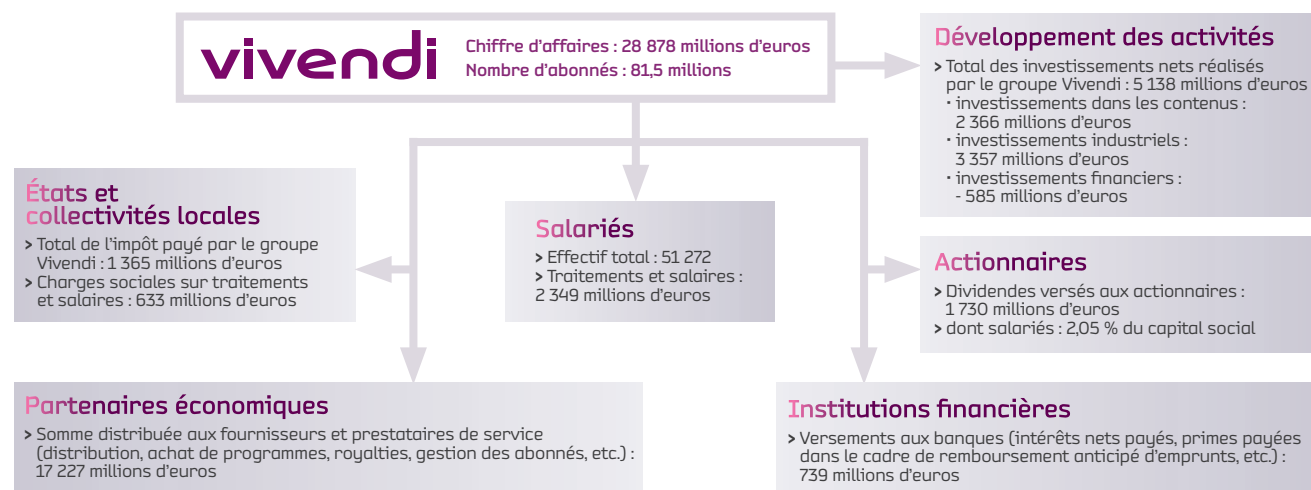 vivendi
Chiffre d'affaires : 28 878 millions d'euros
Nombre d'abonnés : 81,5 millions
Développement des activités
> Total des investissements nets réalisés
par le groupe Vivendi : 5 138 millions d'euros
· investissements dans les contenus :
2 366 millions d'euros
· investissements industriels :
3 357 millions d'euros
· investissements financiers :
- 585 millions d'euros
États et
collectivités locales
> Total de l'impôt payé par le groupe
Vivendi : 1 365 millions d'euros
> Charges sociales sur traitements
et salaires : 633 millions d'euros
Salariés
> Effectif total : 51 272
> Traitements et salaires :
2 349 millions d'euros
Actionnaires
> Dividendes versés aux actionnaires :
1 730 millions d'euros
> dont salariés : 2,05 % du capital social
Partenaires économiques
> Somme distribuée aux fournisseurs et prestataires de service
(distribution, achat de programmes, royalties, gestion des abonnés, etc.) :
17 227 millions d'euros
Institutions financières
> Versements aux banques (intérêts nets payés, primes payées
dans le cadre de remboursement anticipé d'emprunts, etc.) :
739 millions d'euros